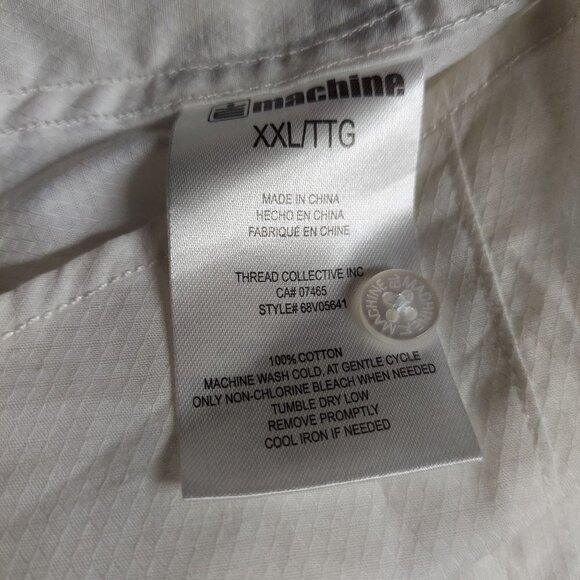 machine
XXL/TTG
MADE IN CHINA
HECHO EN CHINA
FABRIQUÉ EN CHINE
THREAD COLLECTIVE INC
CA# 07465
STYLE# 68V05641
100% COTTON
MACHINE WASH COLD, AT GENTLE CYCLE
ONLY NON-CHLORINE BLEACH WHEN NEEDED
TUMBLE DRY LOW
REMOVE PROMPTLY
COOL IRON IF NEEDED
MACHINE
MACHINE